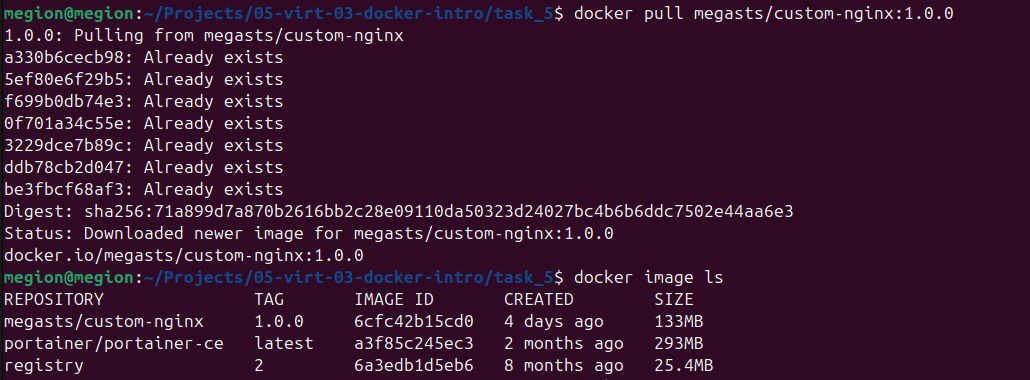 megion@megion:~/Projects/05-virt-03-docker-intro/task_5$ docker pull megasts/custom-nginx:1.0.0
1.0.0: Pulling from megasts/custom-nginx
a330b6cecb98: Already exists
5ef80e6f29b5: Already exists
f699b0db74e3: Already exists
0f701a34c55e: Already exists
3229dce7b89c: Already exists
ddb78cb2d047: Already exists
be3fbcf68af3: Already exists
Digest: sha256:71a899d7a870b2616bb2c28e09110da50323d24027bc4b6b6ddc7502e44aa6e3
Status: Downloaded newer image for megasts/custom-nginx:1.0.0
docker.io/megasts/custom-nginx:1.0.0
megion@megion:~/Projects/05-virt-03-docker-intro/task_5$ docker image ls
REPOSITORY TAG IMAGE ID CREATED SIZE
megasts/custom-nginx 1.0.0 6cfc42b15cd0 4 days ago 133MB
portainer/portainer-ce latest a3f85c245ec3 2 months ago 293MB
registry 2 6a3edb1d5eb6 8 months ago 25.4MB